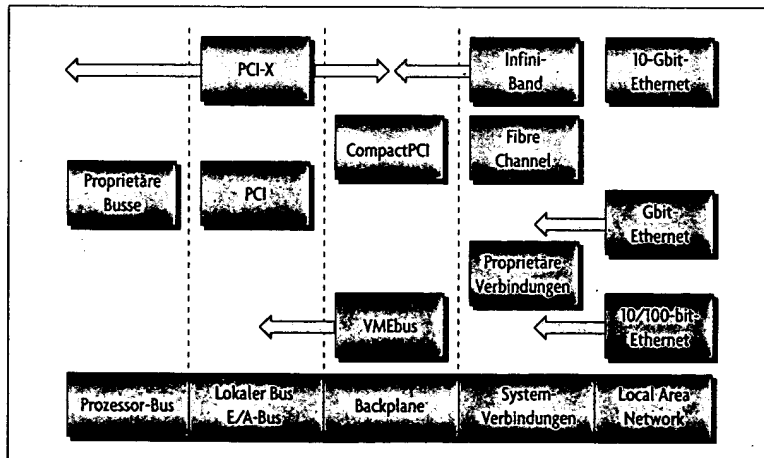 PCI-X
Infini-
Band
10-Gbit-
Ethernet
CompactPCI
Fibre
Channel
Proprietäre
Busse
PCI
Gbit-
Ethernet
Proprietäre
Verbindungen
VMEbus
10/100-bit-
Ethernet
Prozessor-Bus
Lokaler Bus
E/A-Bus
Backplane
System-
Verbindungen
Local Area
Network